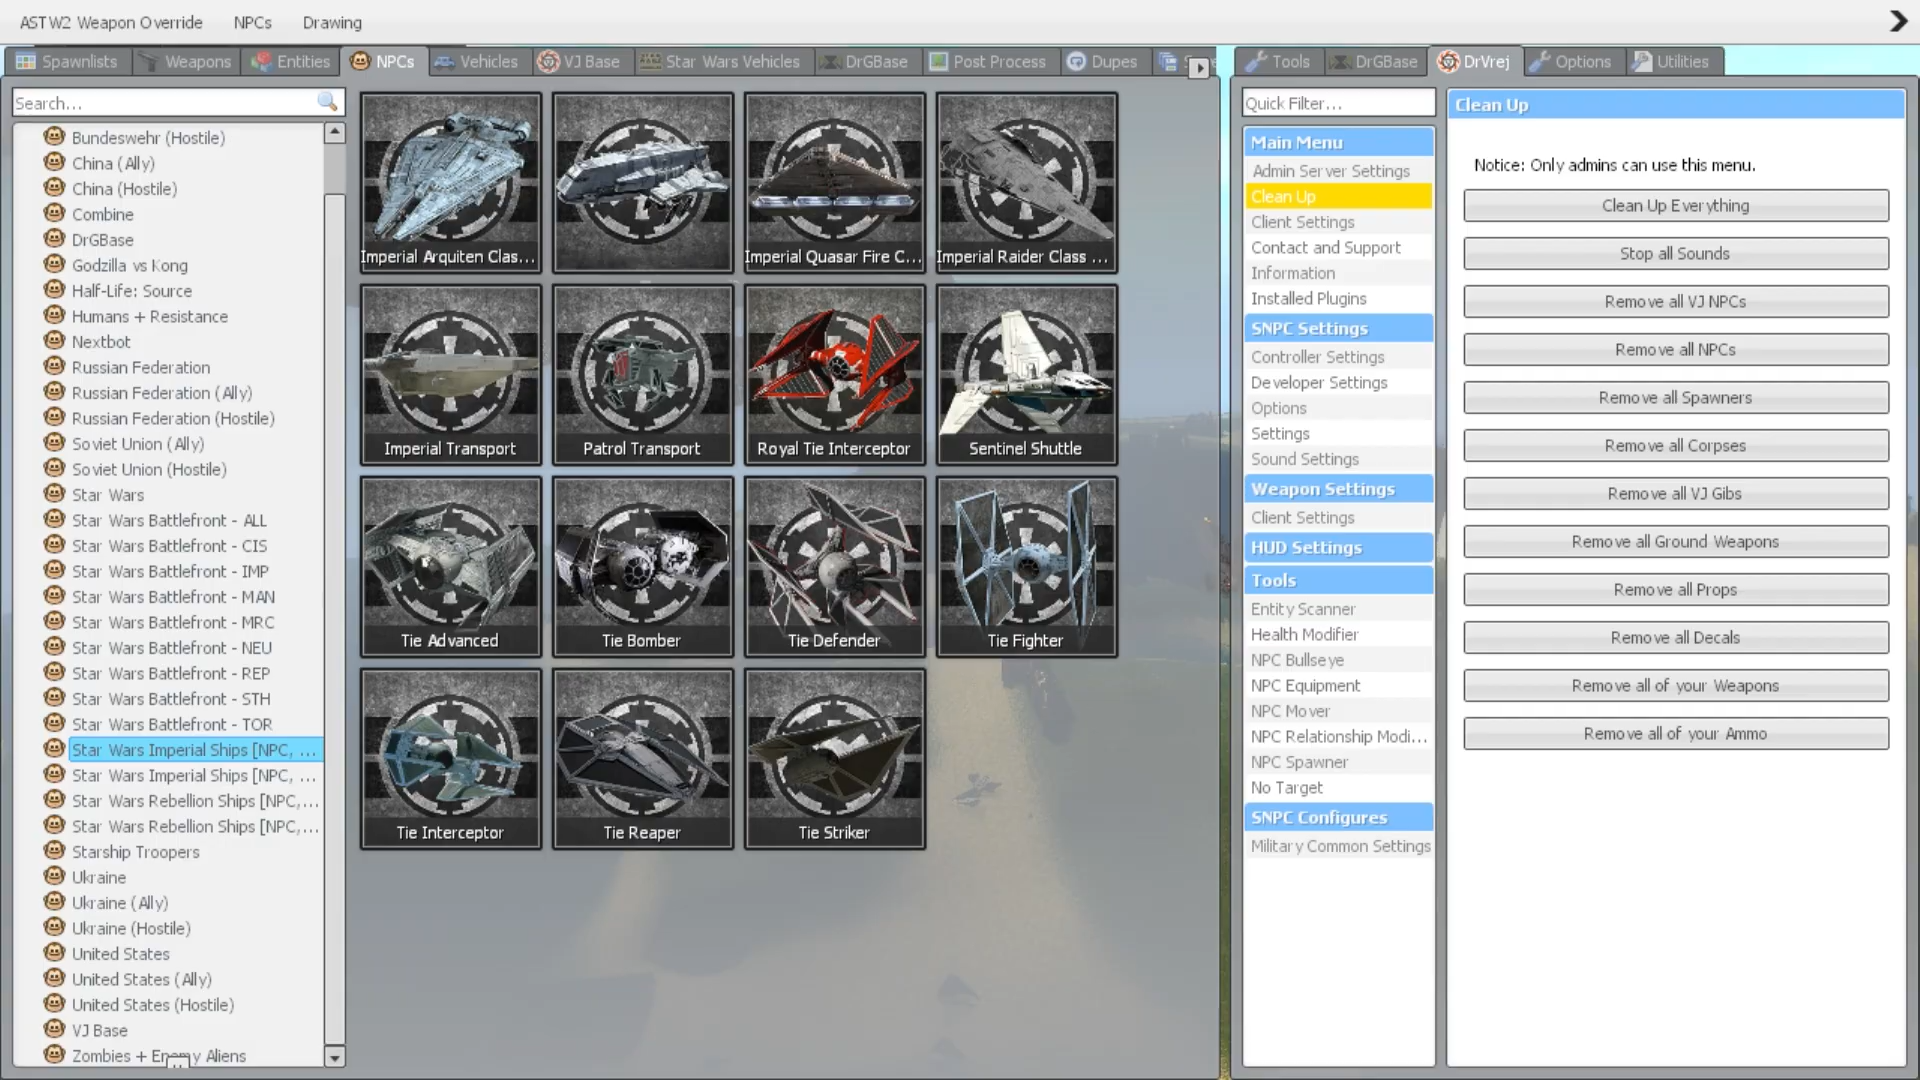 ASTW2 Weapon Override NPCs Drawing
Spawnlists Weapons Entities NPCs Vehicles VJ Base Star Wars Vehicles DrGBase Post Process Dupes
Tools DrGBase DrVrej Options Utilities
Search...
Bundeswehr (Hostile)
China (Ally)
China (Hostile)
Combine
DrGBase
Godzilla vs Kong
Half-Life: Source
Humans + Resistance
Nextbot
Russian Federation
Russian Federation (Ally)
Russian Federation (Hostile)
Soviet Union (Ally)
Soviet Union (Hostile)
Star Wars
Star Wars Battlefront - ALL
Star Wars Battlefront - CIS
Star Wars Battlefront - IMP
Star Wars Battlefront - MAN
Star Wars Battlefront - MRC
Star Wars Battlefront - NEU
Star Wars Battlefront - REP
Star Wars Battlefront - STH
Star Wars Battlefront - TOR
Star Wars Imperial Ships [NPC, ...
Star Wars Imperial Ships [NPC, ...
Star Wars Rebellion Ships [NPC,...
Star Wars Rebellion Ships [NPC,...
Starship Troopers
Ukraine
Ukraine (Ally)
Ukraine (Hostile)
United States
United States (Ally)
United States (Hostile)
VJ Base
Zombies + Enemy Aliens
Imperial Arquiten Clas...
Imperial Quasar Fire C...
Imperial Raider Class ...
Imperial Transport
Patrol Transport
Royal Tie Interceptor
Sentinel Shuttle
Tie Advanced
Tie Bomber
Tie Defender
Tie Fighter
Tie Interceptor
Tie Reaper
Tie Striker
Quick Filter...
Main Menu
Admin Server Settings
Clean Up
Client Settings
Contact and Support
Information
Installed Plugins
SNPC Settings
Controller Settings
Developer Settings
Options
Settings
Sound Settings
Weapon Settings
Client Settings
HUD Settings
Tools
Entity Scanner
Health Modifier
NPC Bullseye
NPC Equipment
NPC Mover
NPC Relationship Modi...
NPC Spawner
No Target
SNPC Configures
Military Common Settings
Clean Up
Notice: Only admins can use this menu.
Clean Up Everything
Stop all Sounds
Remove all VJ NPCs
Remove all NPCs
Remove all Spawners
Remove all Corpses
Remove all VJ Gibs
Remove all Ground Weapons
Remove all Props
Remove all Decals
Remove all of your Weapons
Remove all of your Ammo